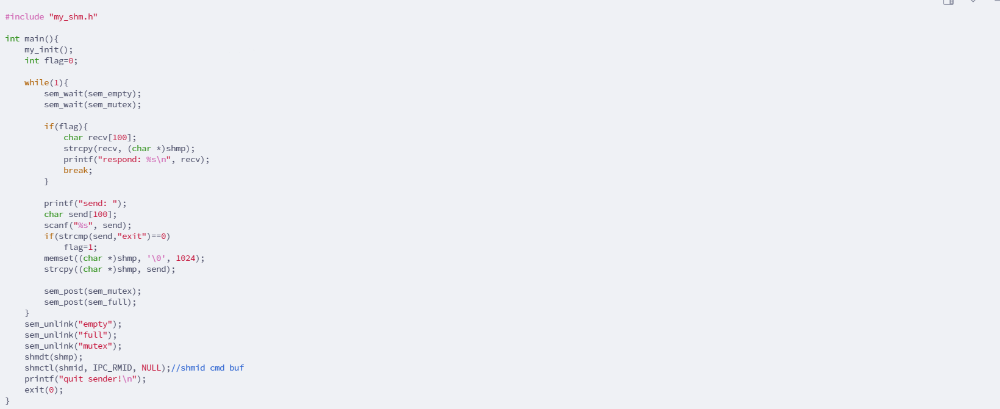 #include "my_shm.h"
int main(){
my_init();
int flag=0;
while(1){
sem_wait(sem_empty);
sem_wait(sem_mutex);
if(flag){
char recv[100];
strcpy(recv, (char *)shmp);
printf("respond: %s\n", recv);
break;
}
printf("send: ");
char send[100];
scanf("%s", send);
if(strcmp(send,"exit")==0)
flag=1;
memset((char *)shmp, '\0', 1024);
strcpy((char *)shmp, send);
sem_post(sem_mutex);
sem_post(sem_full);
}
sem_unlink("empty");
sem_unlink("full");
sem_unlink("mutex");
shmdt(shmp);
shmctl(shmid, IPC_RMID, NULL);//shmid cmd buf
printf("quit sender!\n");
exit(0);
}